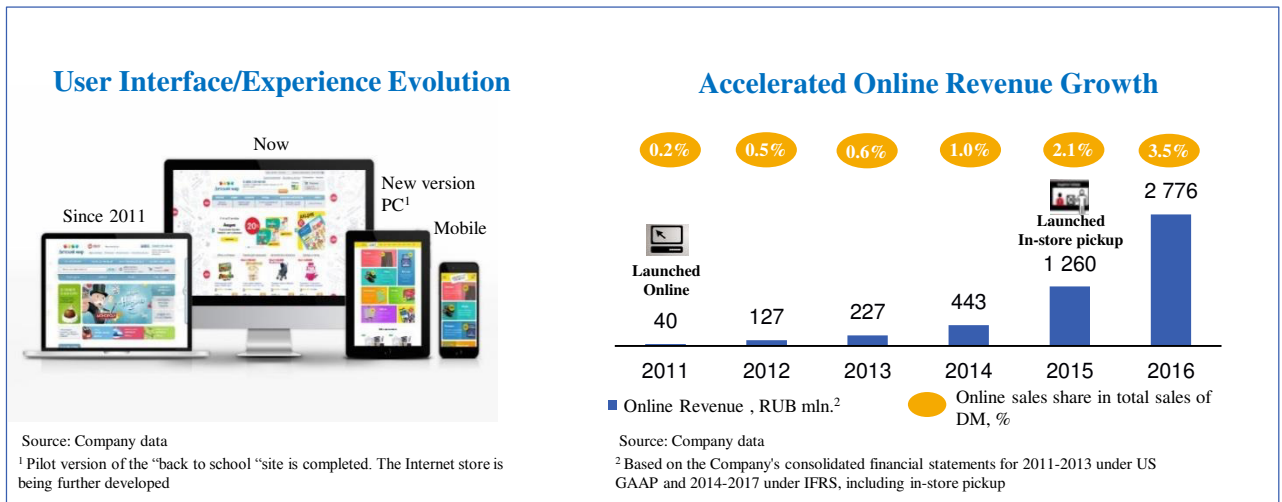 User Interface/Experience Evolution
Now
New version
PC¹
Since 2011
Mobile
Source: Company data
¹ Pilot version of the “back to school “site is completed. The Internet store is
being further developed
Accelerated Online Revenue Growth
0.2% 0.5% 0.6% 1.0% 2.1% 3.5%
Launched
Online
Launched
In-store pickup
40 127 227 443 1 260 2 776
2011 2012 2013 2014 2015 2016
Online Revenue , RUB mln.²
Online sales share in total sales of
DM, %
Source: Company data
² Based on the Company's consolidated financial statements for 2011-2013 under US
GAAP and 2014-2017 under IFRS, including in-store pickup